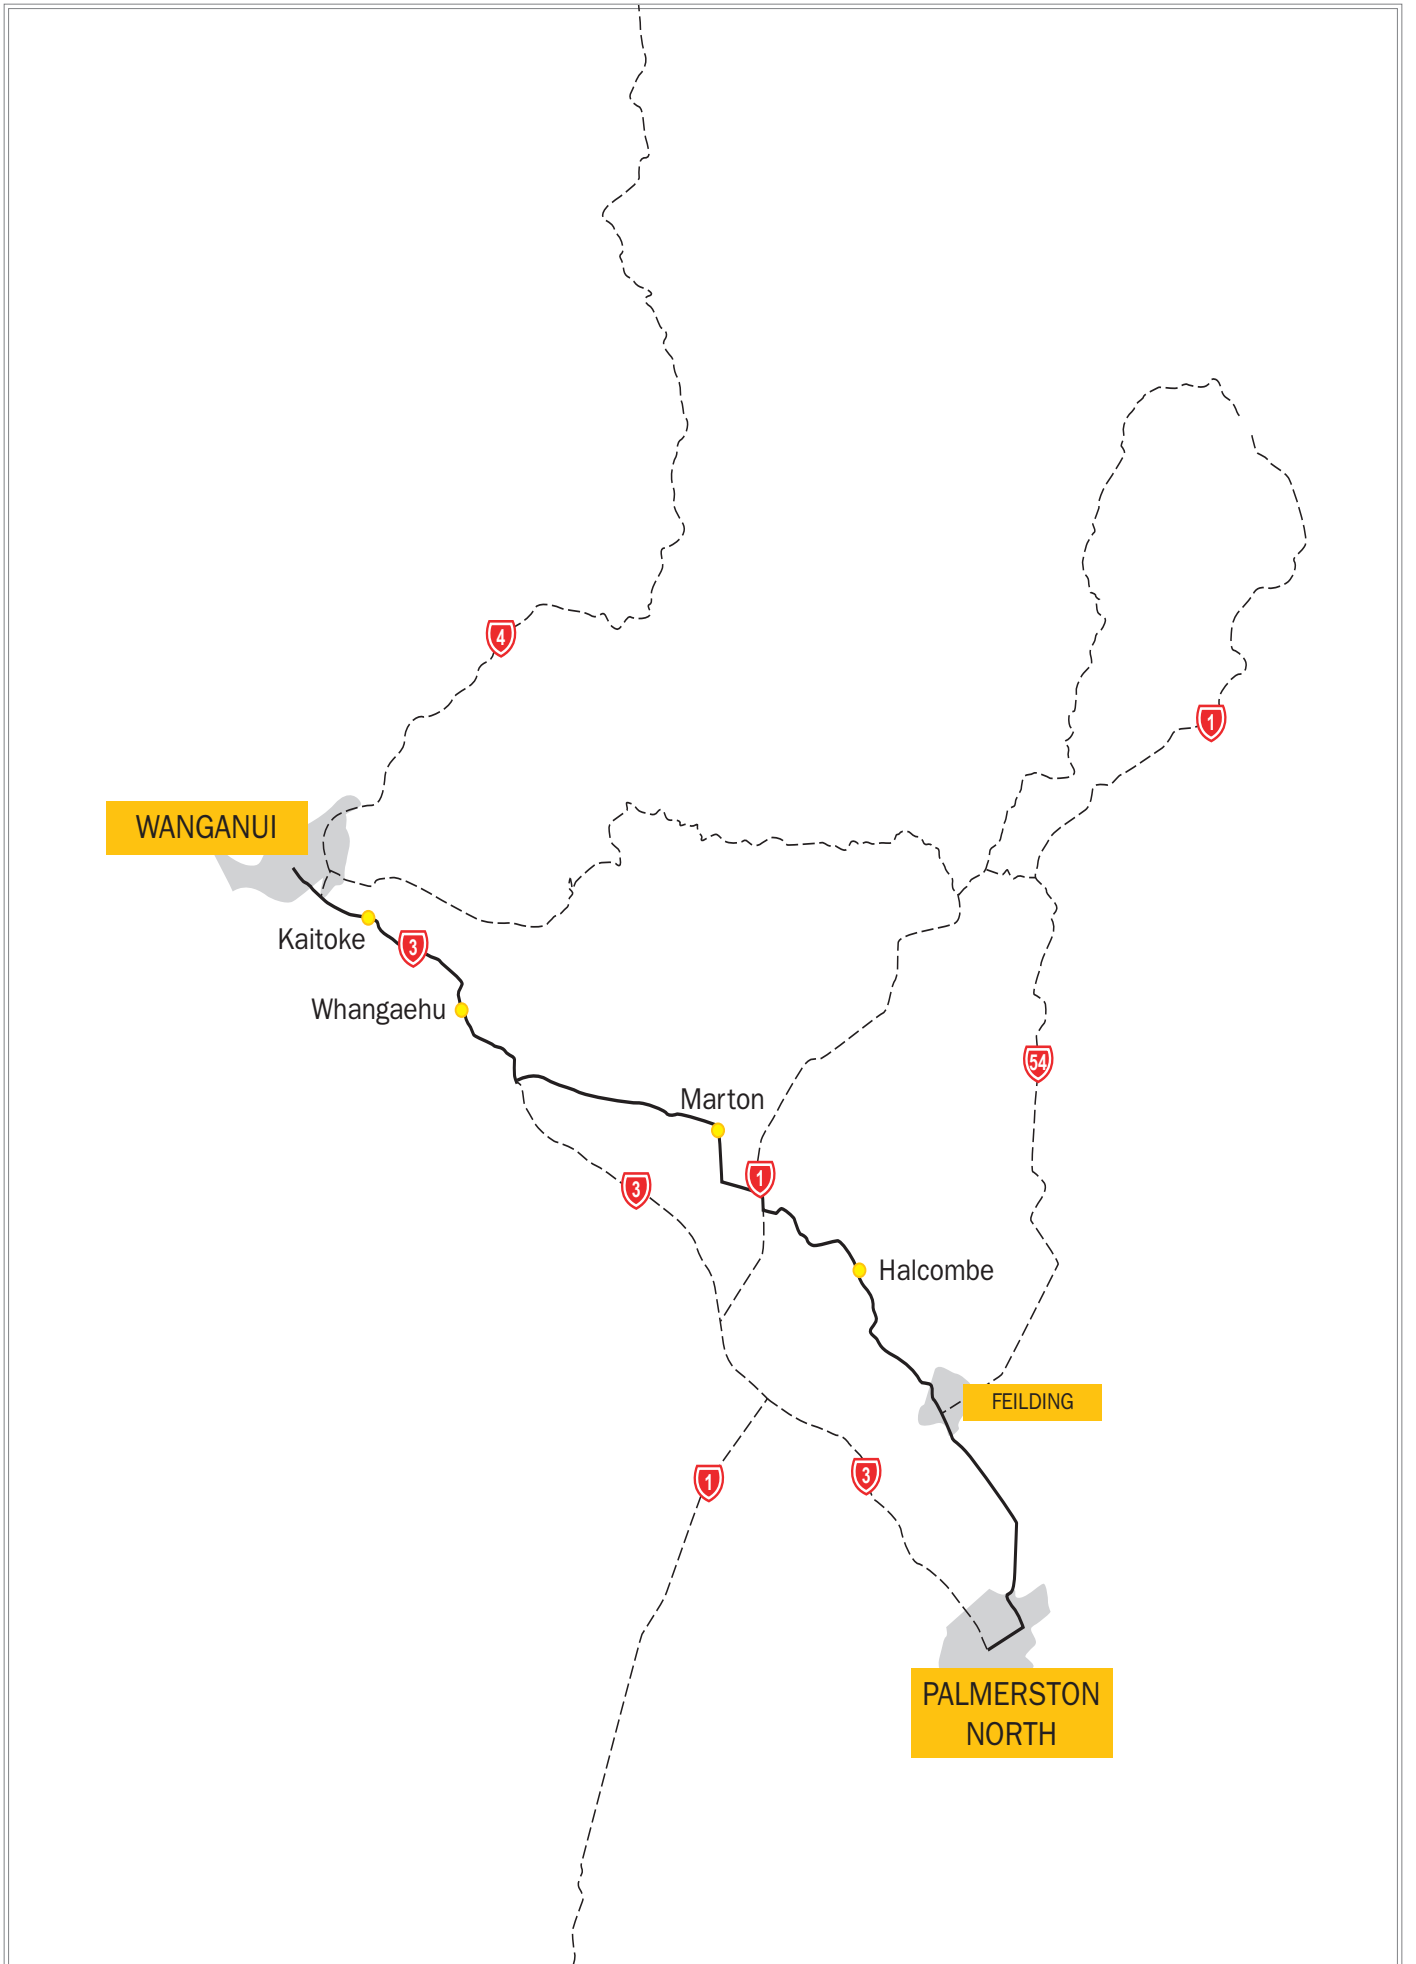 4
1
WANGANUI
Kaitoke
3
Whangaehu
54
Marton
1
3
Halcombe
FEILDING
1
3
PALMERSTON
NORTH